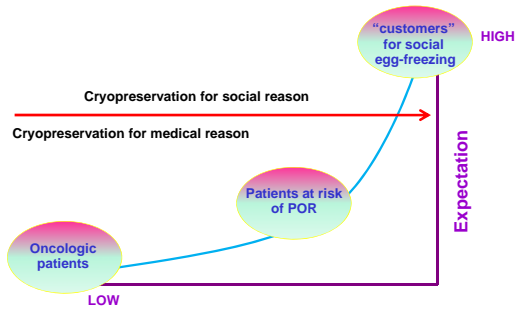 “customers”
for social
egg-freezing
HIGH
Cryopreservation for social reason
Cryopreservation for medical reason
Expectation
Patients at risk
of POR
Oncologic
patients
LOW